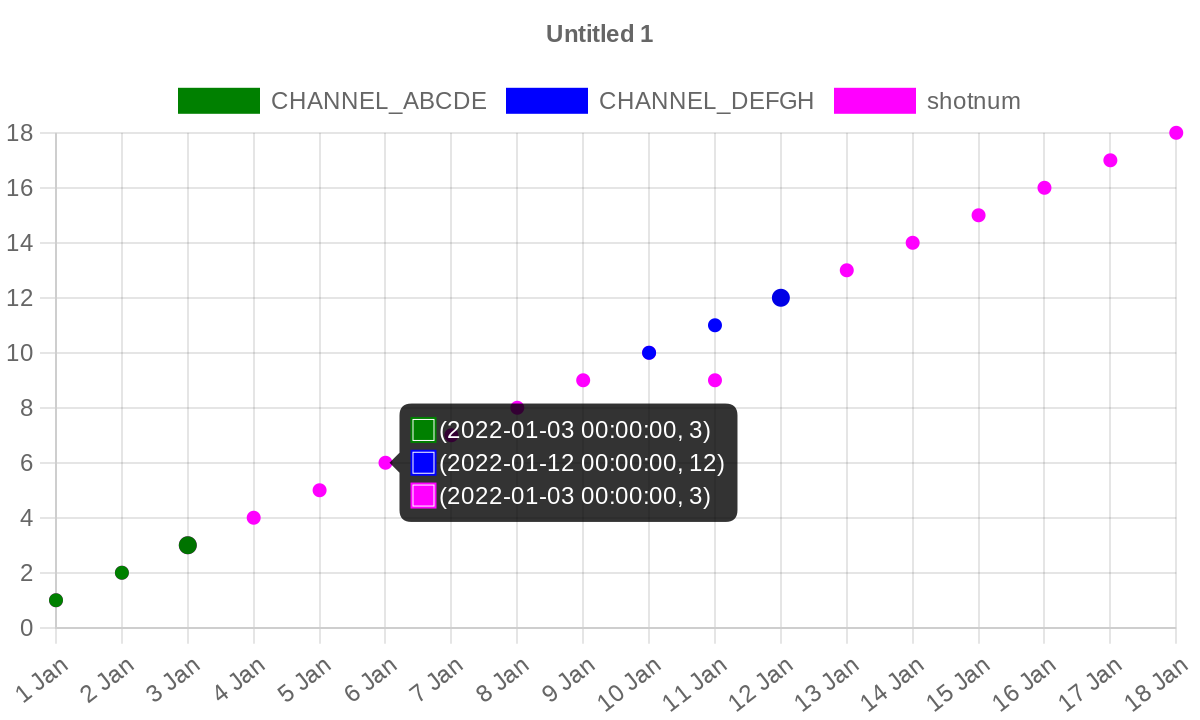 Untitled 1
CHANNEL_ABCDE CHANNEL_DEFGH shotnum
18
16
14
12
10
8
6
4
2
0
(2022-01-03 00:00:00, 3)
(2022-01-12 00:00:00, 12)
(2022-01-03 00:00:00, 3)
1 Jan 2 Jan 3 Jan 4 Jan 5 Jan 6 Jan 7 Jan 8 Jan 9 Jan 10 Jan 11 Jan 12 Jan 13 Jan 14 Jan 15 Jan 16 Jan 17 Jan 18 Jan